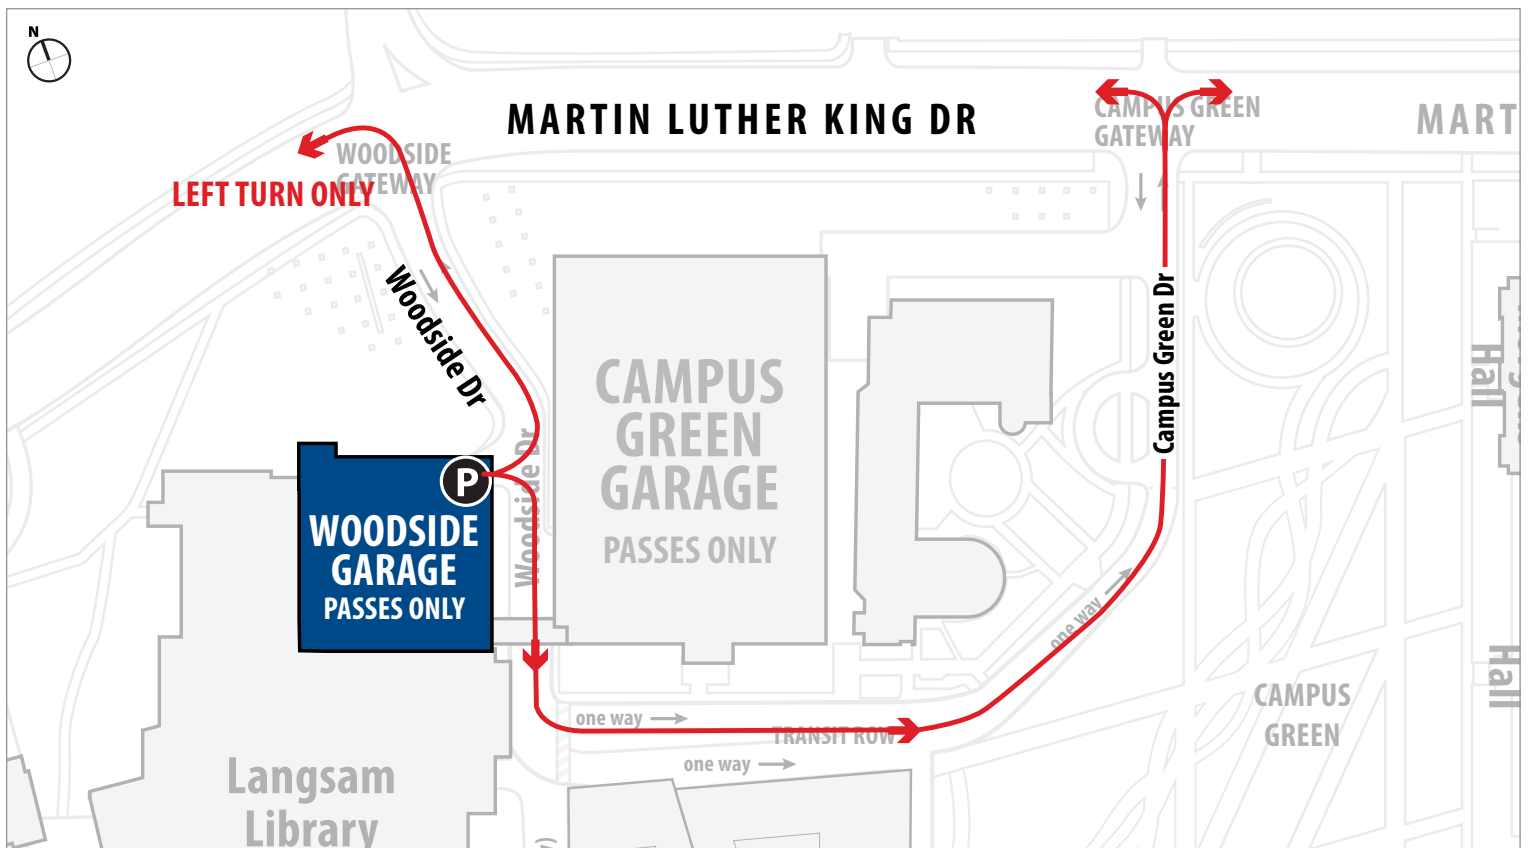 N
MARTIN LUTHER KING DR
CAMPUS GREEN
GATEWAY
MART
WOODSIDE
GATEWAY
LEFT TURN ONLY
Woodside Dr
Campus Green Dr
CAMPUS
GREEN
GARAGE
PASSES ONLY
Hall
P
Woodside Dr
WOODSIDE
GARAGE
PASSES ONLY
one way
Hall
CAMPUS
GREEN
one way
TRANSIT ROW
one way
Langsam
Library